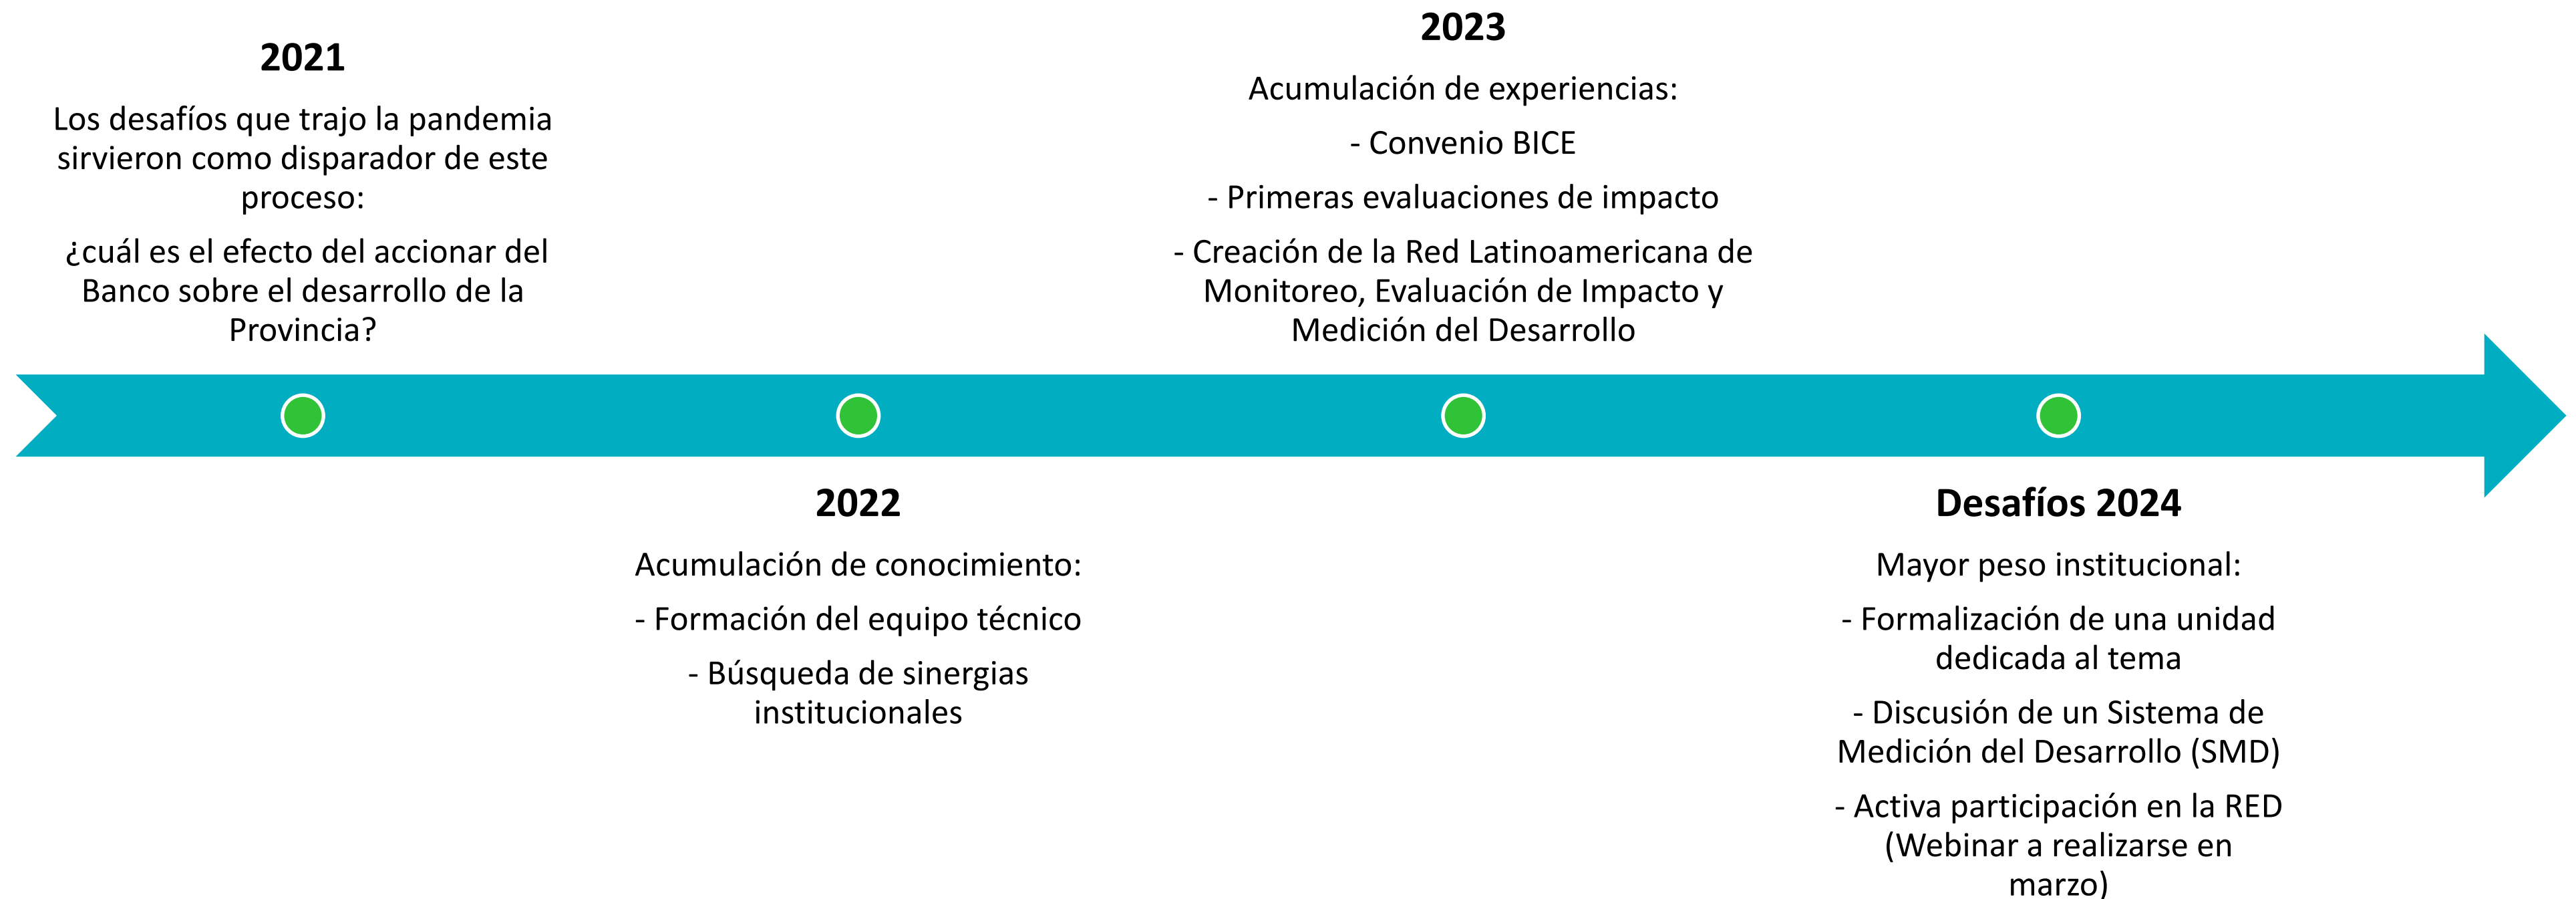 2021
Los desafíos que trajo la pandemia
sirvieron como disparador de este
proceso:
¿cuál es el efecto del accionar del
Banco sobre el desarrollo de la
Provincia?
2022
Acumulación de conocimiento:
- Formación del equipo técnico
- Búsqueda de sinergias
institucionales
2023
Acumulación de experiencias:
- Convenio BICE
- Primeras evaluaciones de impacto
- Creación de la Red Latinoamericana de
Monitoreo, Evaluación de Impacto y
Medición del Desarrollo
Desafíos 2024
Mayor peso institucional:
- Formalización de una unidad
dedicada al tema
- Discusión de un Sistema de
Medición del Desarrollo (SMD)
- Activa participación en la RED
(Webinar a realizarse en
marzo)